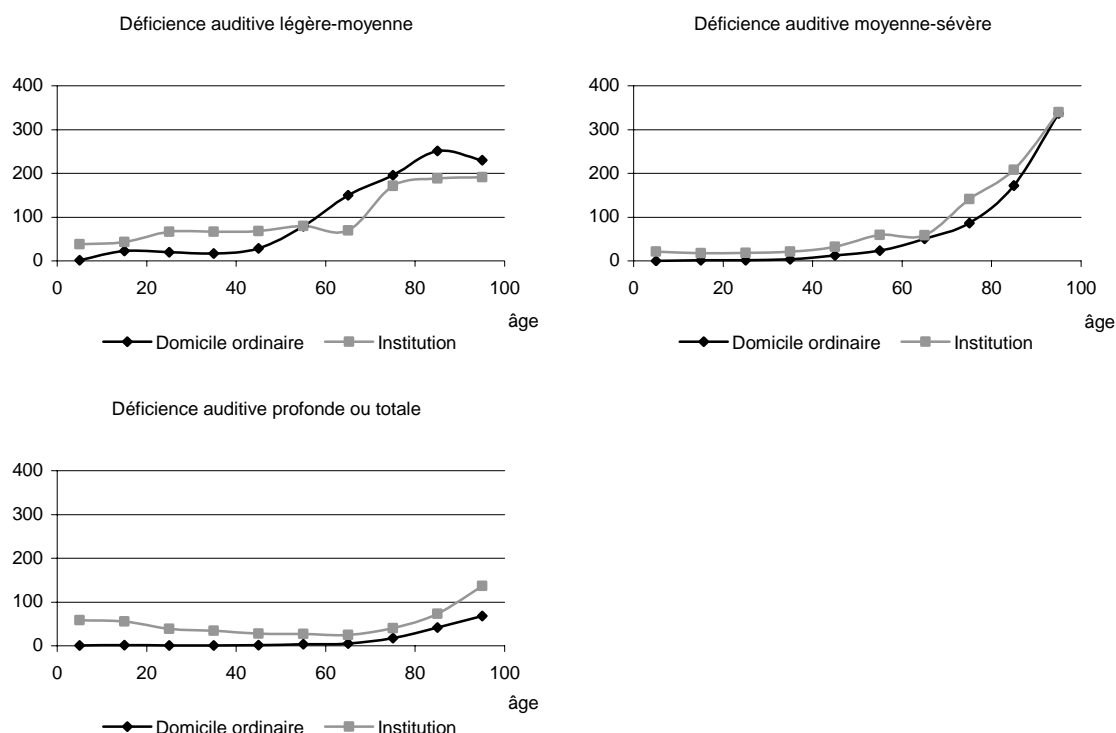 Déficience auditive légère-moyenne
400
300
200
100
0
0 20 40 60 80 100
âge
Domicile ordinaire Institution
Déficience auditive moyenne-sévère
400
300
200
100
0
0 20 40 60 80 100
âge
Domicile ordinaire Institution
Déficience auditive profonde ou totale
400
300
200
100
0
0 20 40 60 80 100
âge
Domicile ordinaire Institution